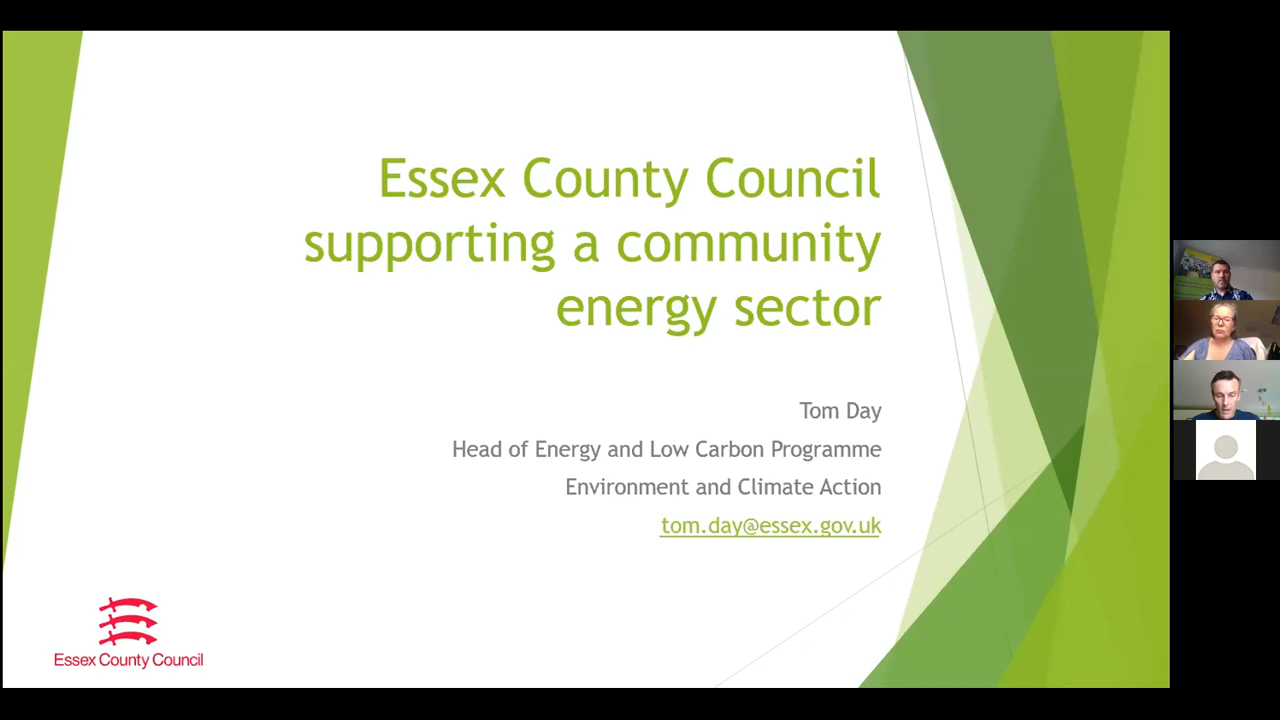 Essex County Council
supporting a community
energy sector
Tom Day
Head of Energy and Low Carbon Programme
Environment and Climate Action
tom.day@essex.gov.uk
Essex County Council